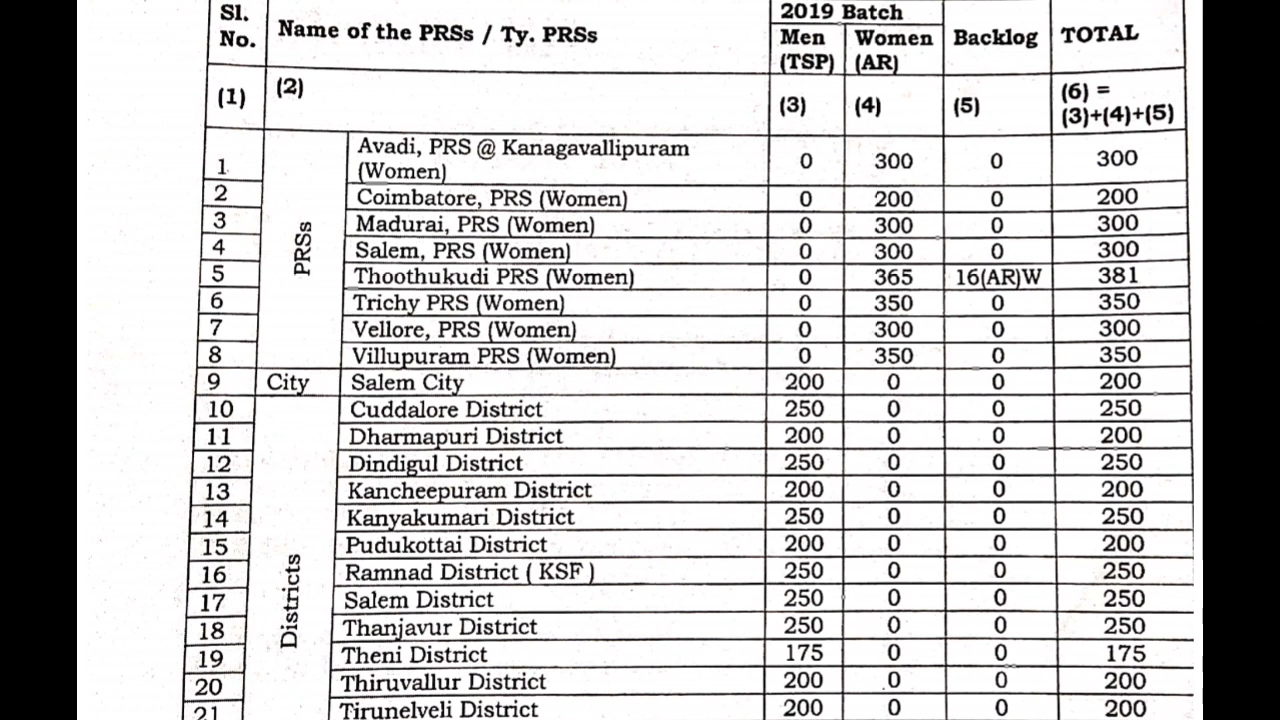 Sl. No. Name of the PRSs / Ty. PRSs 2019 Batch Men (TSP) Women (AR) Backlog TOTAL
(1) (2) (3) (4) (5) (6) = (3)+(4)+(5)
PRSs
1 Avadi, PRS @ Kanagavallipuram (Women) 0 300 0 300
2 Coimbatore, PRS (Women) 0 200 0 200
3 Madurai, PRS (Women) 0 300 0 300
4 Salem, PRS (Women) 0 300 0 300
5 Thoothukudi PRS (Women) 0 365 16(AR)W 381
6 Trichy PRS (Women) 0 350 0 350
7 Vellore, PRS (Women) 0 300 0 300
8 Villupuram PRS (Women) 0 350 0 350
9 City Salem City 200 0 0 200
Districts
10 Cuddalore District 250 0 0 250
11 Dharmapuri District 200 0 0 200
12 Dindigul District 250 0 0 250
13 Kancheepuram District 200 0 0 200
14 Kanyakumari District 250 0 0 250
15 Pudukottai District 200 0 0 200
16 Ramnad District ( KSF ) 250 0 0 250
17 Salem District 250 0 0 250
18 Thanjavur District 250 0 0 250
19 Theni District 175 0 0 175
20 Thiruvallur District 200 0 0 200
21 Tirunelveli District 200 0 0 200